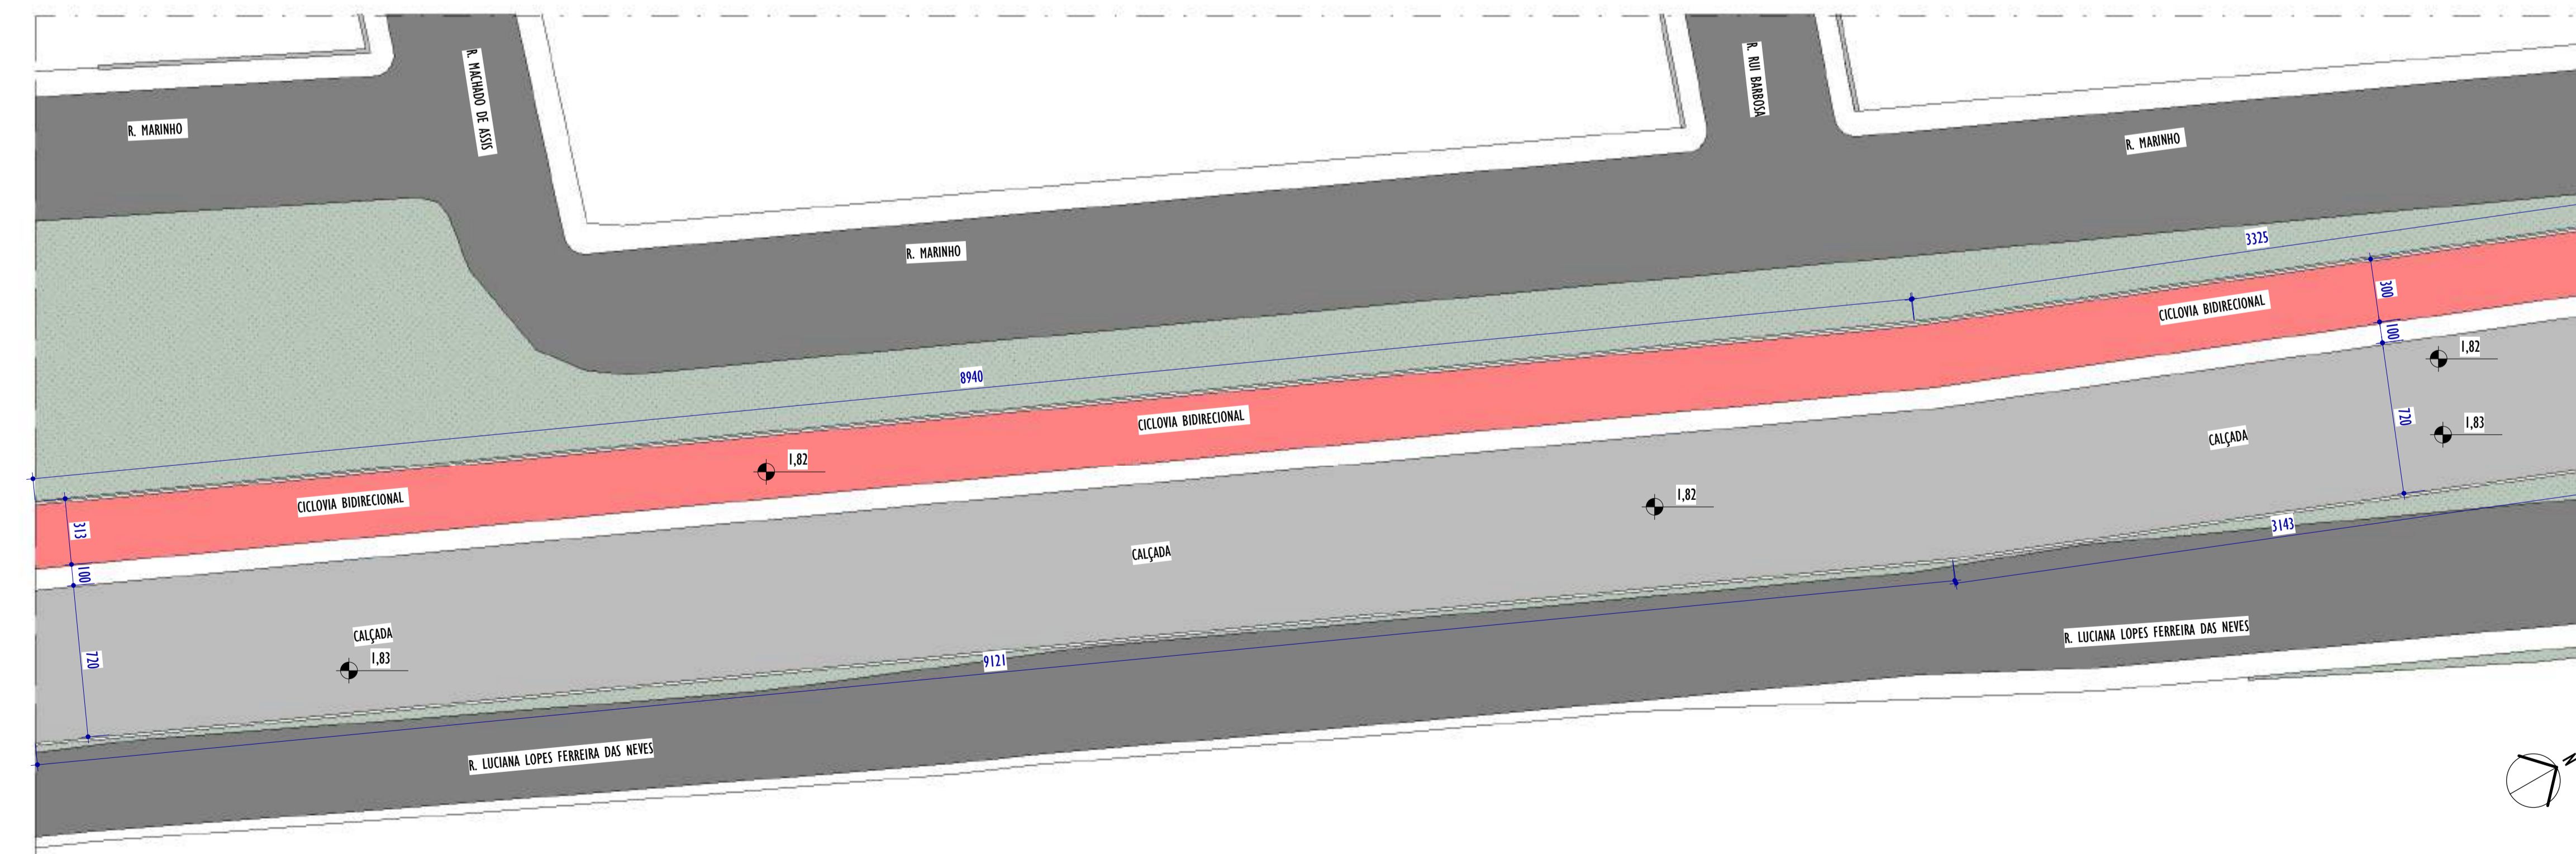 R. MACHADO DE ASSIS
R. RUI BARBOSA
R. MARINHO
R. MARINHO
R. MARINHO
3325
300
CICLOVIA BIDIRECIONAL
100
1,82
8940
CICLOVIA BIDIRECIONAL
720
1,83
CALÇADA
1,82
CICLOVIA BIDIRECIONAL
1,82
313
3143
CALÇADA
100
CALÇADA
R. LUCIANA LOPES FERREIRA DAS NEVES
1,83
720
9121
R. LUCIANA LOPES FERREIRA DAS NEVES
N